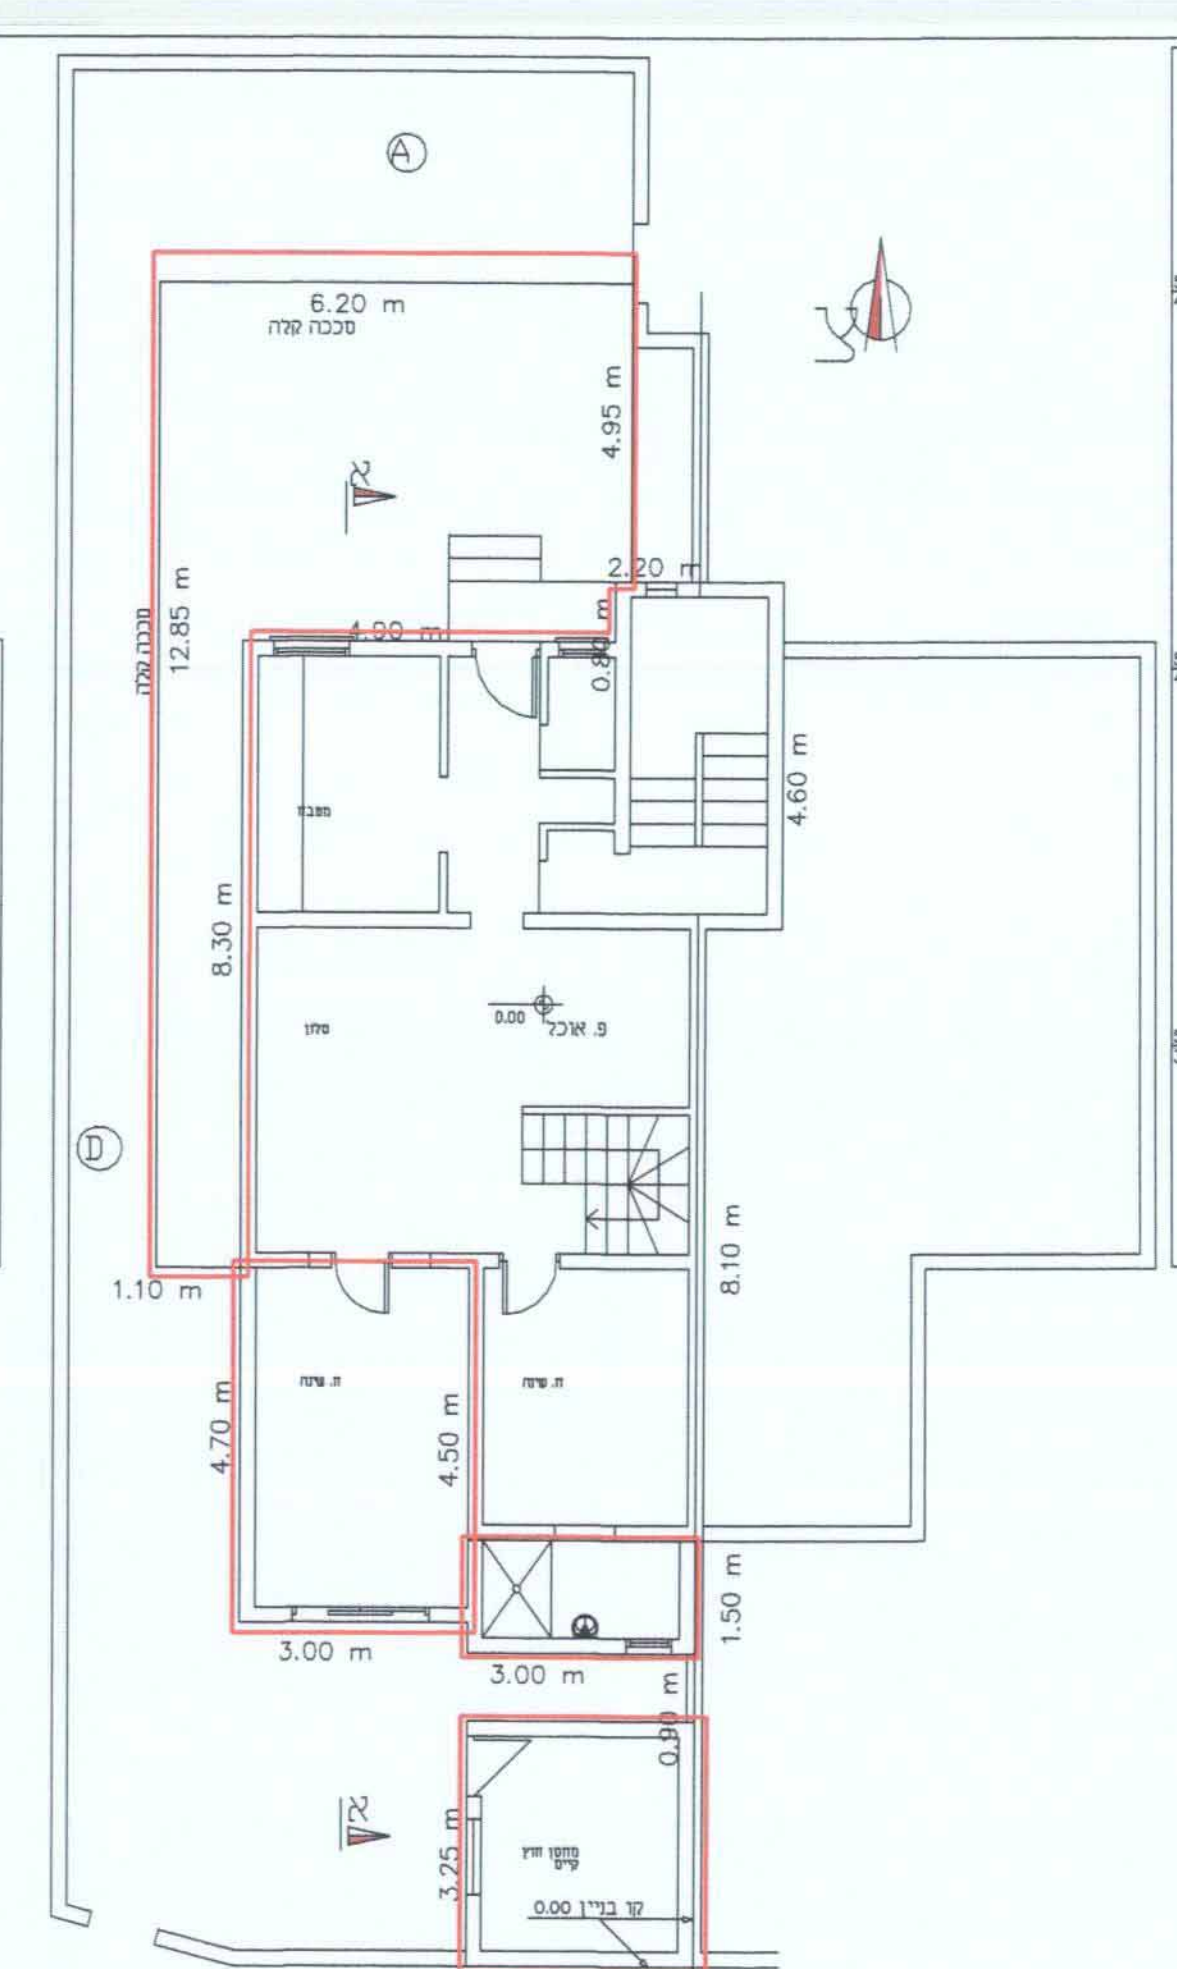 A
6.20 m
סככה קלה
צ
4.95 m
א
2.20 m
12.85 m
סככה קלה
4.00 m
0.80 m
מטבח
4.60 m
8.30 m
0.00
פ. אוכל
סלון
D
8.10 m
1.10 m
ח. שינה
ח. שינה
4.70 m
4.50 m
1.50 m
3.00 m
3.00 m
0.90 m
א
3.25 m
מחסן חוץ
קיים
קו בניין 0.00